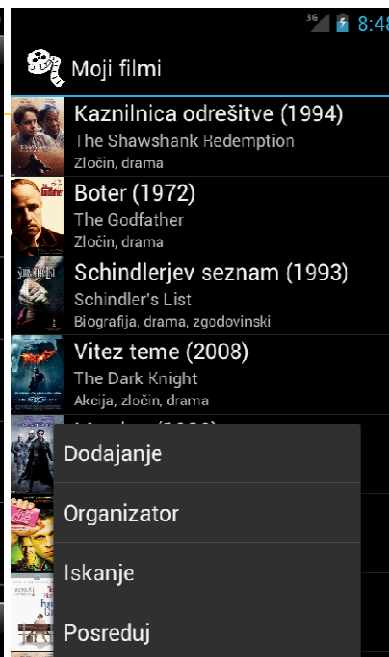 3G
8:48
Moji filmi
Kaznilnica odrešitve (1994)
The Shawshank Redemption
Zločin, drama
Boter (1972)
The Godfather
Zločin, drama
Schindlerjev seznam (1993)
Schindler's List
Biografija, drama, zgodovinski
Vitez teme (2008)
The Dark Knight
Akcija, zločin, drama
Dodajanje
Organizator
Iskanje
Posreduj